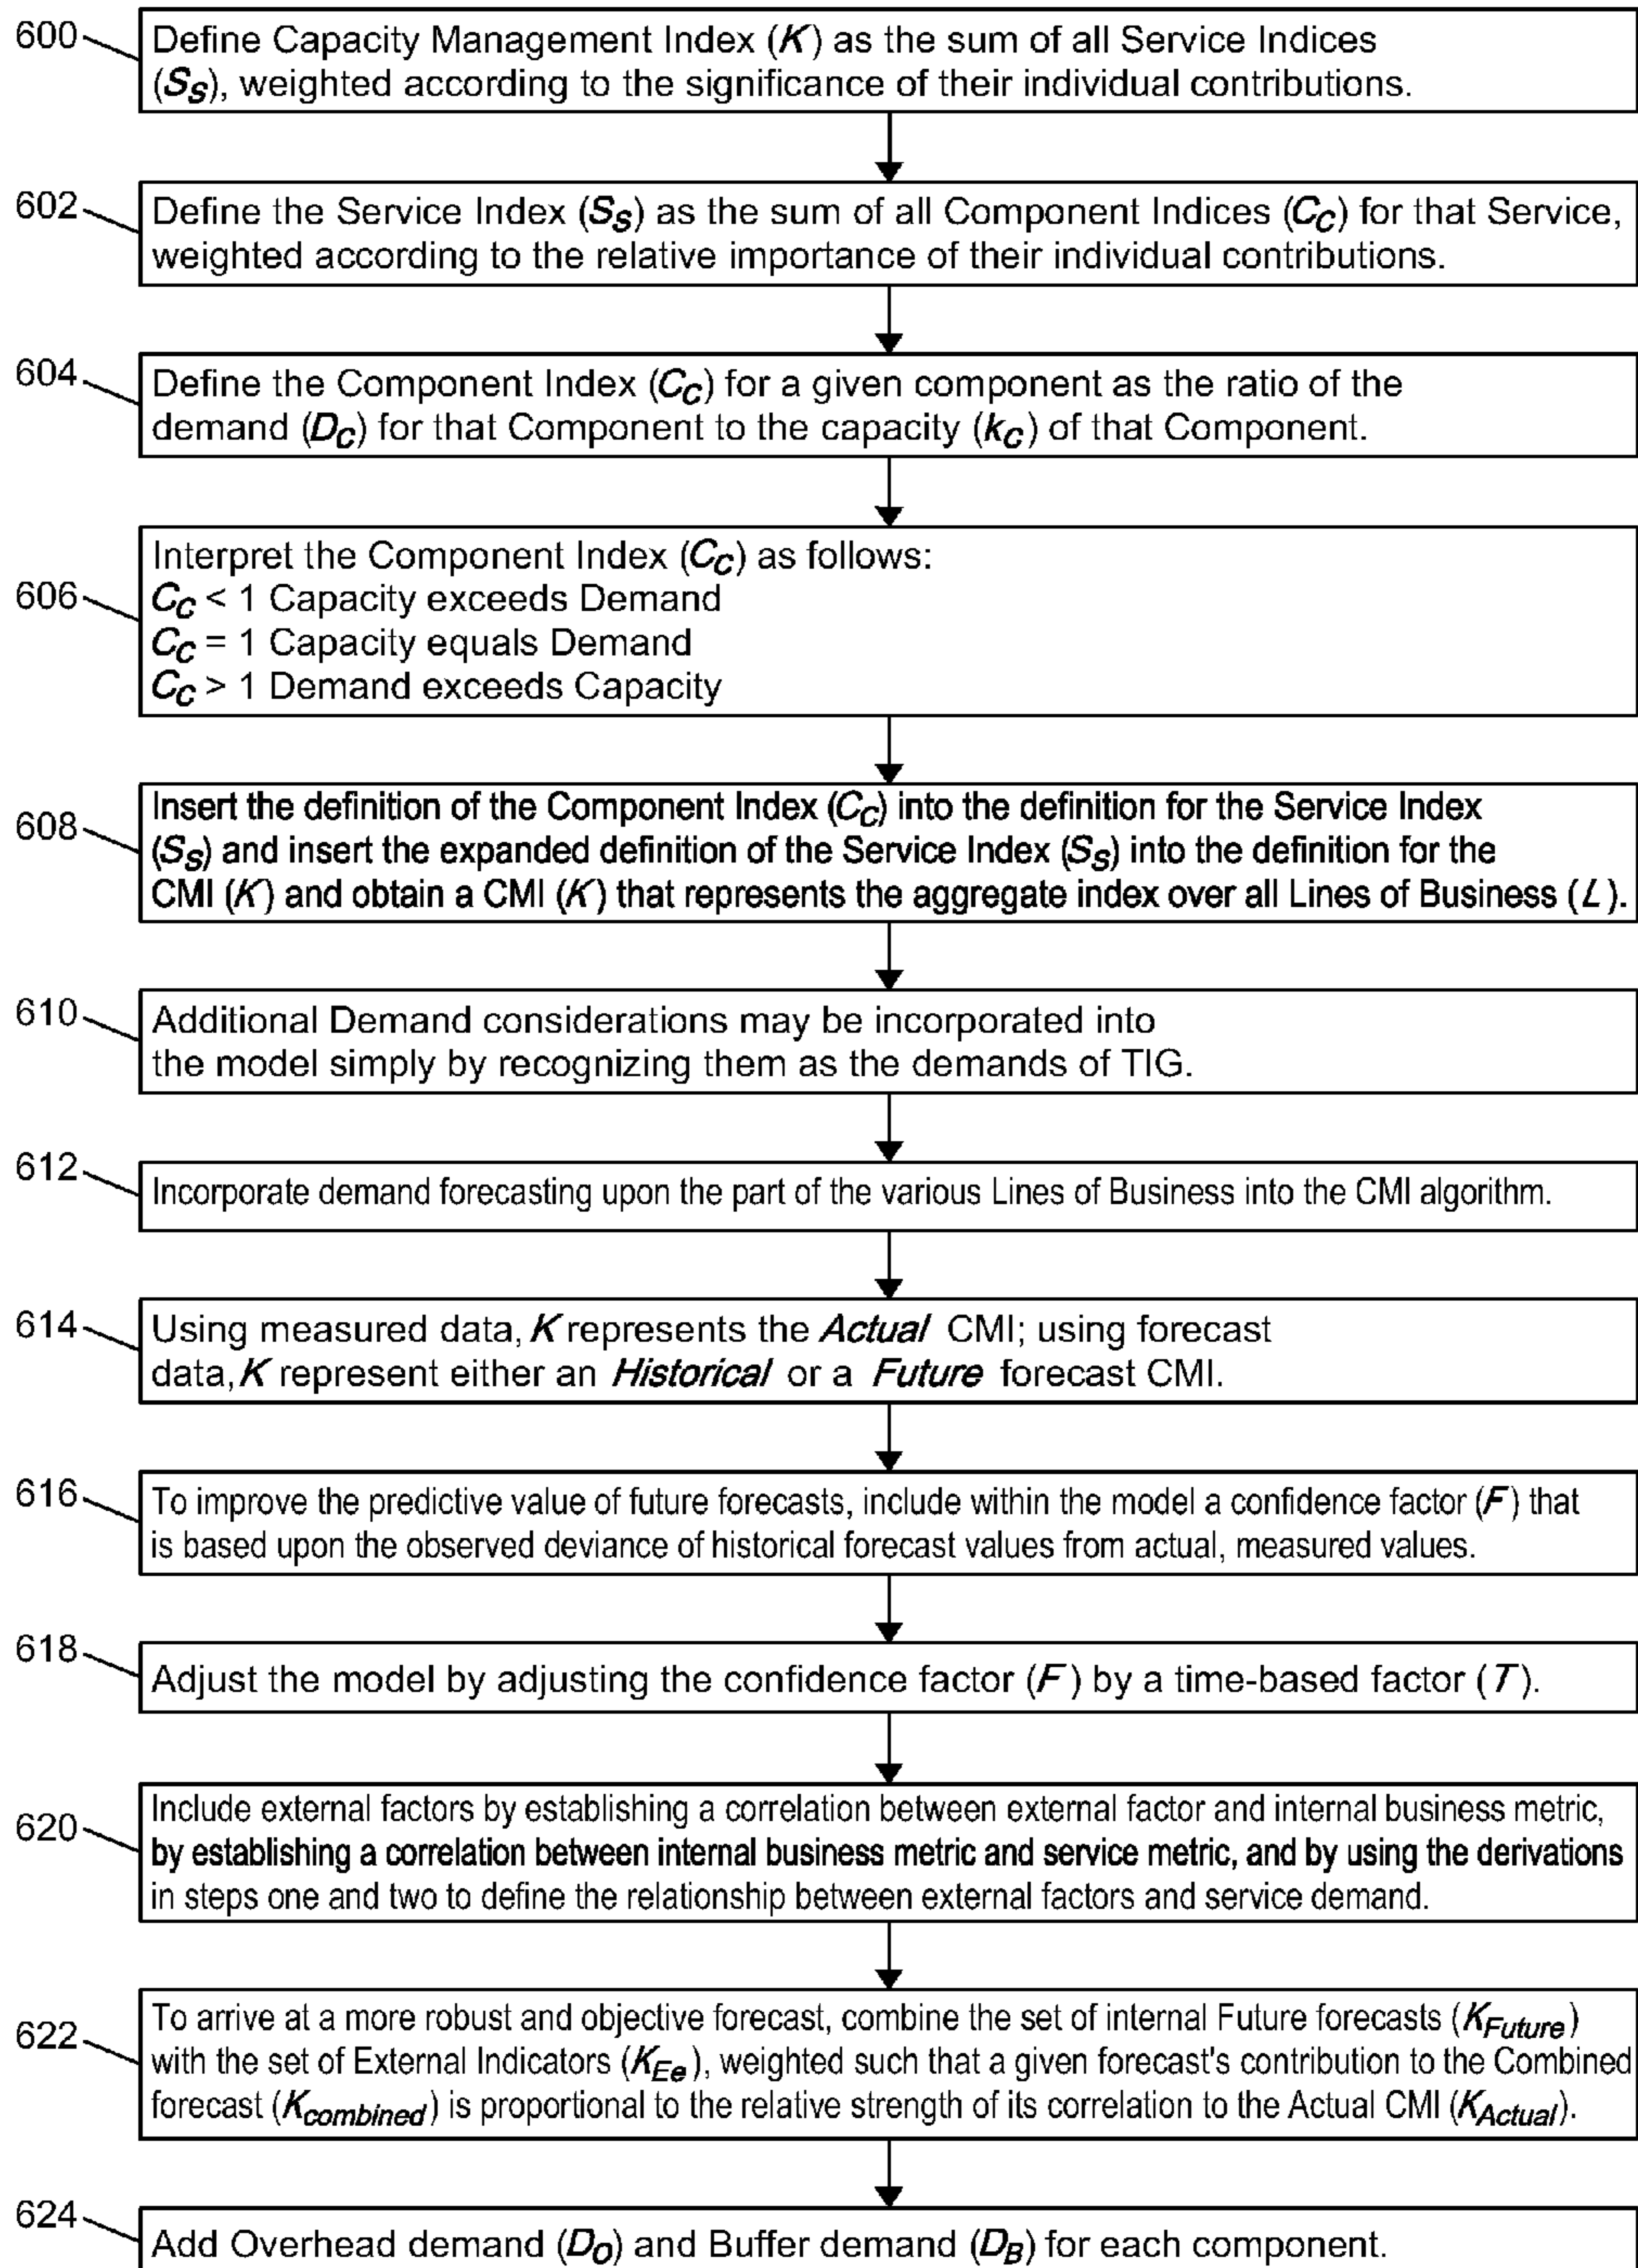 600
Define Capacity Management Index (K) as the sum of all Service Indices
(SS), weighted according to the significance of their individual contributions.
602
Define the Service Index (SS) as the sum of all Component Indices (CC) for that Service,
weighted according to the relative importance of their individual contributions.
604
Define the Component Index (CC) for a given component as the ratio of the
demand (DC) for that Component to the capacity (kC) of that Component.
606
Interpret the Component Index (CC) as follows:
CC < 1 Capacity exceeds Demand
CC = 1 Capacity equals Demand
CC > 1 Demand exceeds Capacity
608
Insert the definition of the Component Index (CC) into the definition for the Service Index
(SS) and insert the expanded definition of the Service Index (SS) into the definition for the
CMI (K) and obtain a CMI (K) that represents the aggregate index over all Lines of Business (L).
610
Additional Demand considerations may be incorporated into
the model simply by recognizing them as the demands of TIG.
612
Incorporate demand forecasting upon the part of the various Lines of Business into the CMI algorithm.
614
Using measured data, K represents the Actual CMI; using forecast
data, K represent either an Historical or a Future forecast CMI.
616
To improve the predictive value of future forecasts, include within the model a confidence factor (F) that
is based upon the observed deviance of historical forecast values from actual, measured values.
618
Adjust the model by adjusting the confidence factor (F) by a time-based factor (T).
620
Include external factors by establishing a correlation between external factor and internal business metric,
by establishing a correlation between internal business metric and service metric, and by using the derivations
in steps one and two to define the relationship between external factors and service demand.
622
To arrive at a more robust and objective forecast, combine the set of internal Future forecasts (KFuture)
with the set of External Indicators (KEe), weighted such that a given forecast's contribution to the Combined
forecast (Kcombined) is proportional to the relative strength of its correlation to the Actual CMI (KActual).
624
Add Overhead demand (DO) and Buffer demand (DB) for each component.